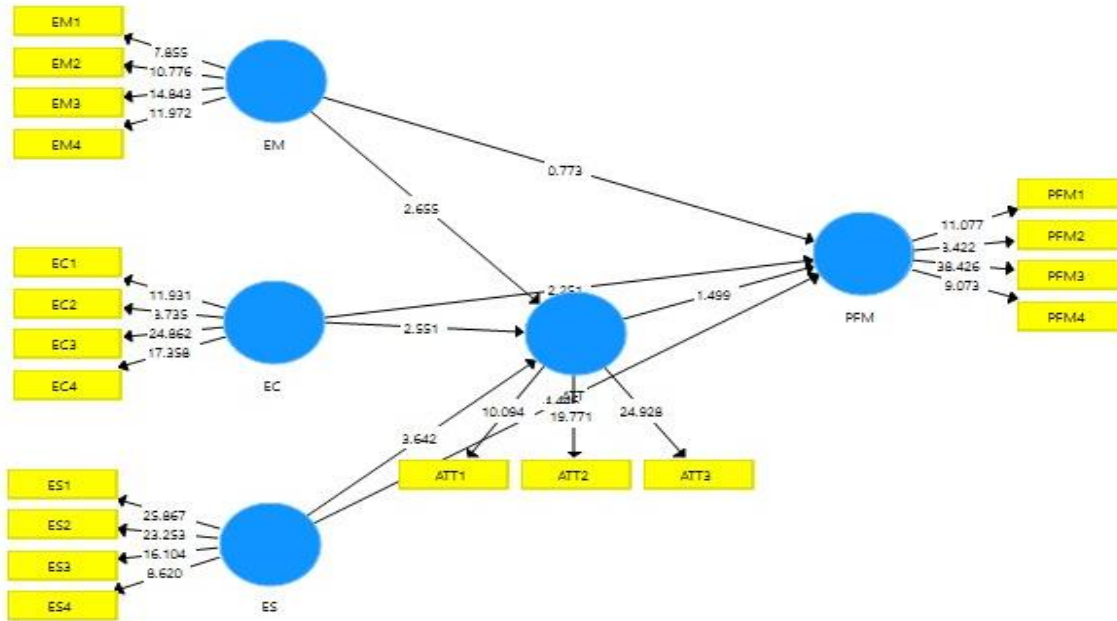 EM1
EM2
EM3
EM4
7.855
10.776
14.843
11.972
EM
0.773
2.655
EC1
EC2
EC3
EC4
11.931
3.735
24.862
17.358
EC
2.551
1.499
PFM
PFM1
PFM2
PFM3
PFM4
11.077
3.422
38.426
9.073
ATT
10.094
19.771
24.928
ATT1
ATT2
ATT3
3.642
ES1
ES2
ES3
ES4
25.867
23.253
16.104
8.620
ES